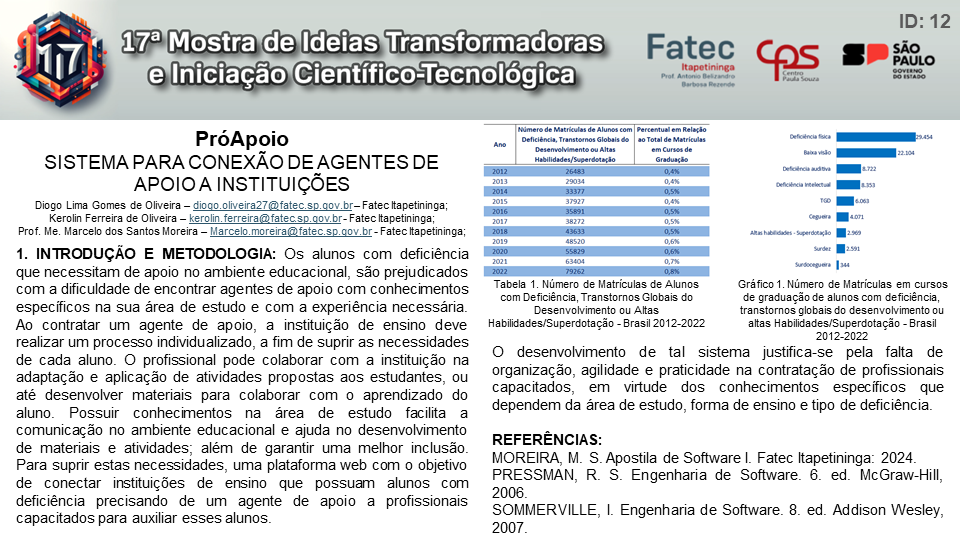 ID: 12
17ª Mostra de Ideias Transformadoras
e Iniciação Científico-Tecnológica
Fatec
Itapetininga
Prof. Antonio Belizandro
Barbosa Rezende
CPS
Centro
Paula Souza
SP
SÃO PAULO
GOVERNO
DO ESTADO
M17
PróApoio
SISTEMA PARA CONEXÃO DE AGENTES DE
APOIO A INSTITUIÇÕES
Diogo Lima Gomes de Oliveira – diogo.oliveira27@fatec.sp.gov.br – Fatec Itapetininga;
Kerolin Ferreira de Oliveira – kerolin.ferreira@fatec.sp.gov.br - Fatec Itapetininga;
Prof. Me. Marcelo dos Santos Moreira – Marcelo.moreira@fatec.sp.gov.br - Fatec Itapetininga;
1. INTRODUÇÃO E METODOLOGIA: Os alunos com deficiência
que necessitam de apoio no ambiente educacional, são prejudicados
com a dificuldade de encontrar agentes de apoio com conhecimentos
específicos na sua área de estudo e com a experiência necessária.
Ao contratar um agente de apoio, a instituição de ensino deve
realizar um processo individualizado, a fim de suprir as necessidades
de cada aluno. O profissional pode colaborar com a instituição na
adaptação e aplicação de atividades propostas aos estudantes, ou
até desenvolver materiais para colaborar com o aprendizado do
aluno. Possuir conhecimentos na área de estudo facilita a
comunicação no ambiente educacional e ajuda no desenvolvimento
de materiais e atividades; além de garantir uma melhor inclusão.
Para suprir estas necessidades, uma plataforma web com o objetivo
de conectar instituições de ensino que possuam alunos com
deficiência precisando de um agente de apoio a profissionais
capacitados para auxiliar esses alunos.
Ano
Número de Matrículas de Alunos com
Deficiência, Transtornos Globais do
Desenvolvimento ou Altas
Habilidades/Superdotação
Percentual em Relação
ao Total de Matrículas
em Cursos de
Graduação
2012 26483 0,4%
2013 29034 0,4%
2014 33377 0,5%
2015 37927 0,4%
2016 35891 0,5%
2017 38272 0,5%
2018 43633 0,5%
2019 48520 0,6%
2020 55829 0,6%
2021 63404 0,7%
2022 79262 0,8%
Tabela 1. Número de Matrículas de Alunos
com Deficiência, Transtornos Globais do
Desenvolvimento ou Altas
Habilidades/Superdotação - Brasil 2012-2022
Deficiência física 29.454
Baixa visão 22.104
Deficiência auditiva 8.722
Deficiência Intelectual 8.353
TGD 6.063
Cegueira 4.071
Altas habilidades - Superdotação 2.969
Surdez 2.591
Surdocegueira 344
Gráfico 1. Número de Matrículas em cursos
de graduação de alunos com deficiência,
transtornos globais do desenvolvimento ou
altas Habilidades/Superdotação - Brasil
2012-2022
O desenvolvimento de tal sistema justifica-se pela falta de
organização, agilidade e praticidade na contratação de profissionais
capacitados, em virtude dos conhecimentos específicos que
dependem da área de estudo, forma de ensino e tipo de deficiência.
REFERÊNCIAS:
MOREIRA, M. S. Apostila de Software I. Fatec Itapetininga: 2024.
PRESSMAN, R. S. Engenharia de Software. 6. ed. McGraw-Hill,
2006.
SOMMERVILLE, I. Engenharia de Software. 8. ed. Addison Wesley,
2007.